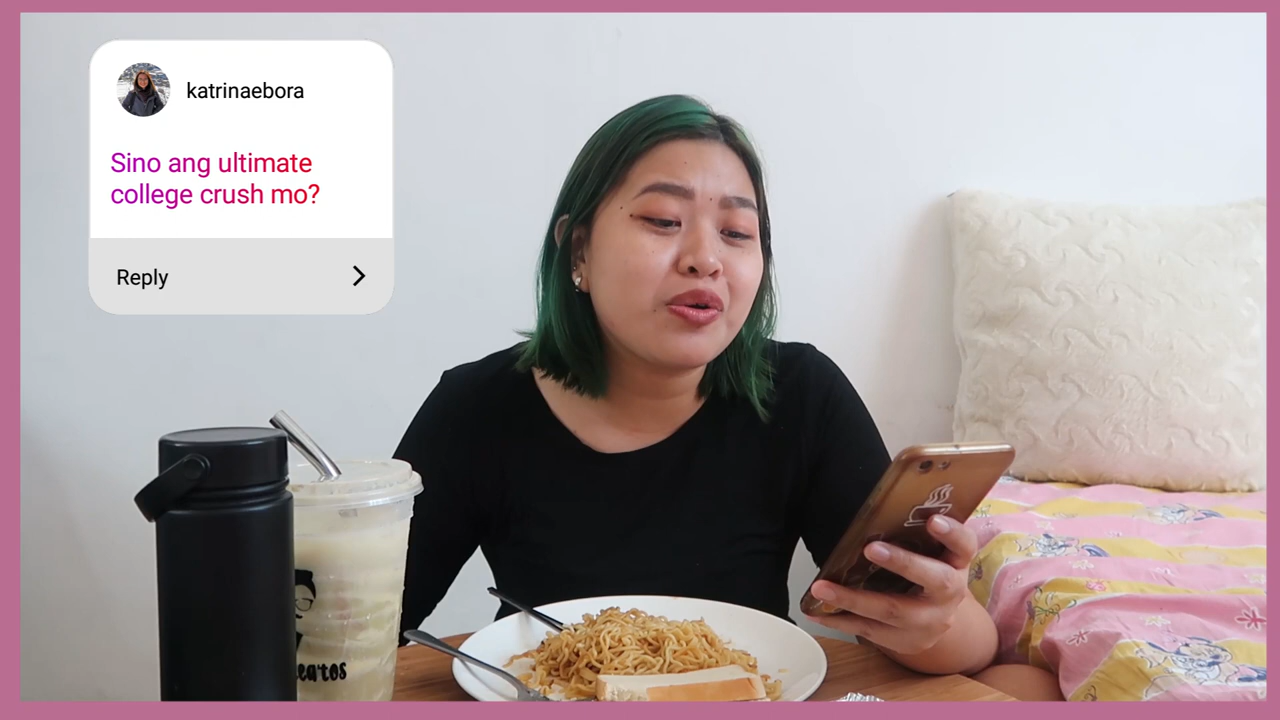 katrinaebora
Sino ang ultimate
college crush mo?
Reply